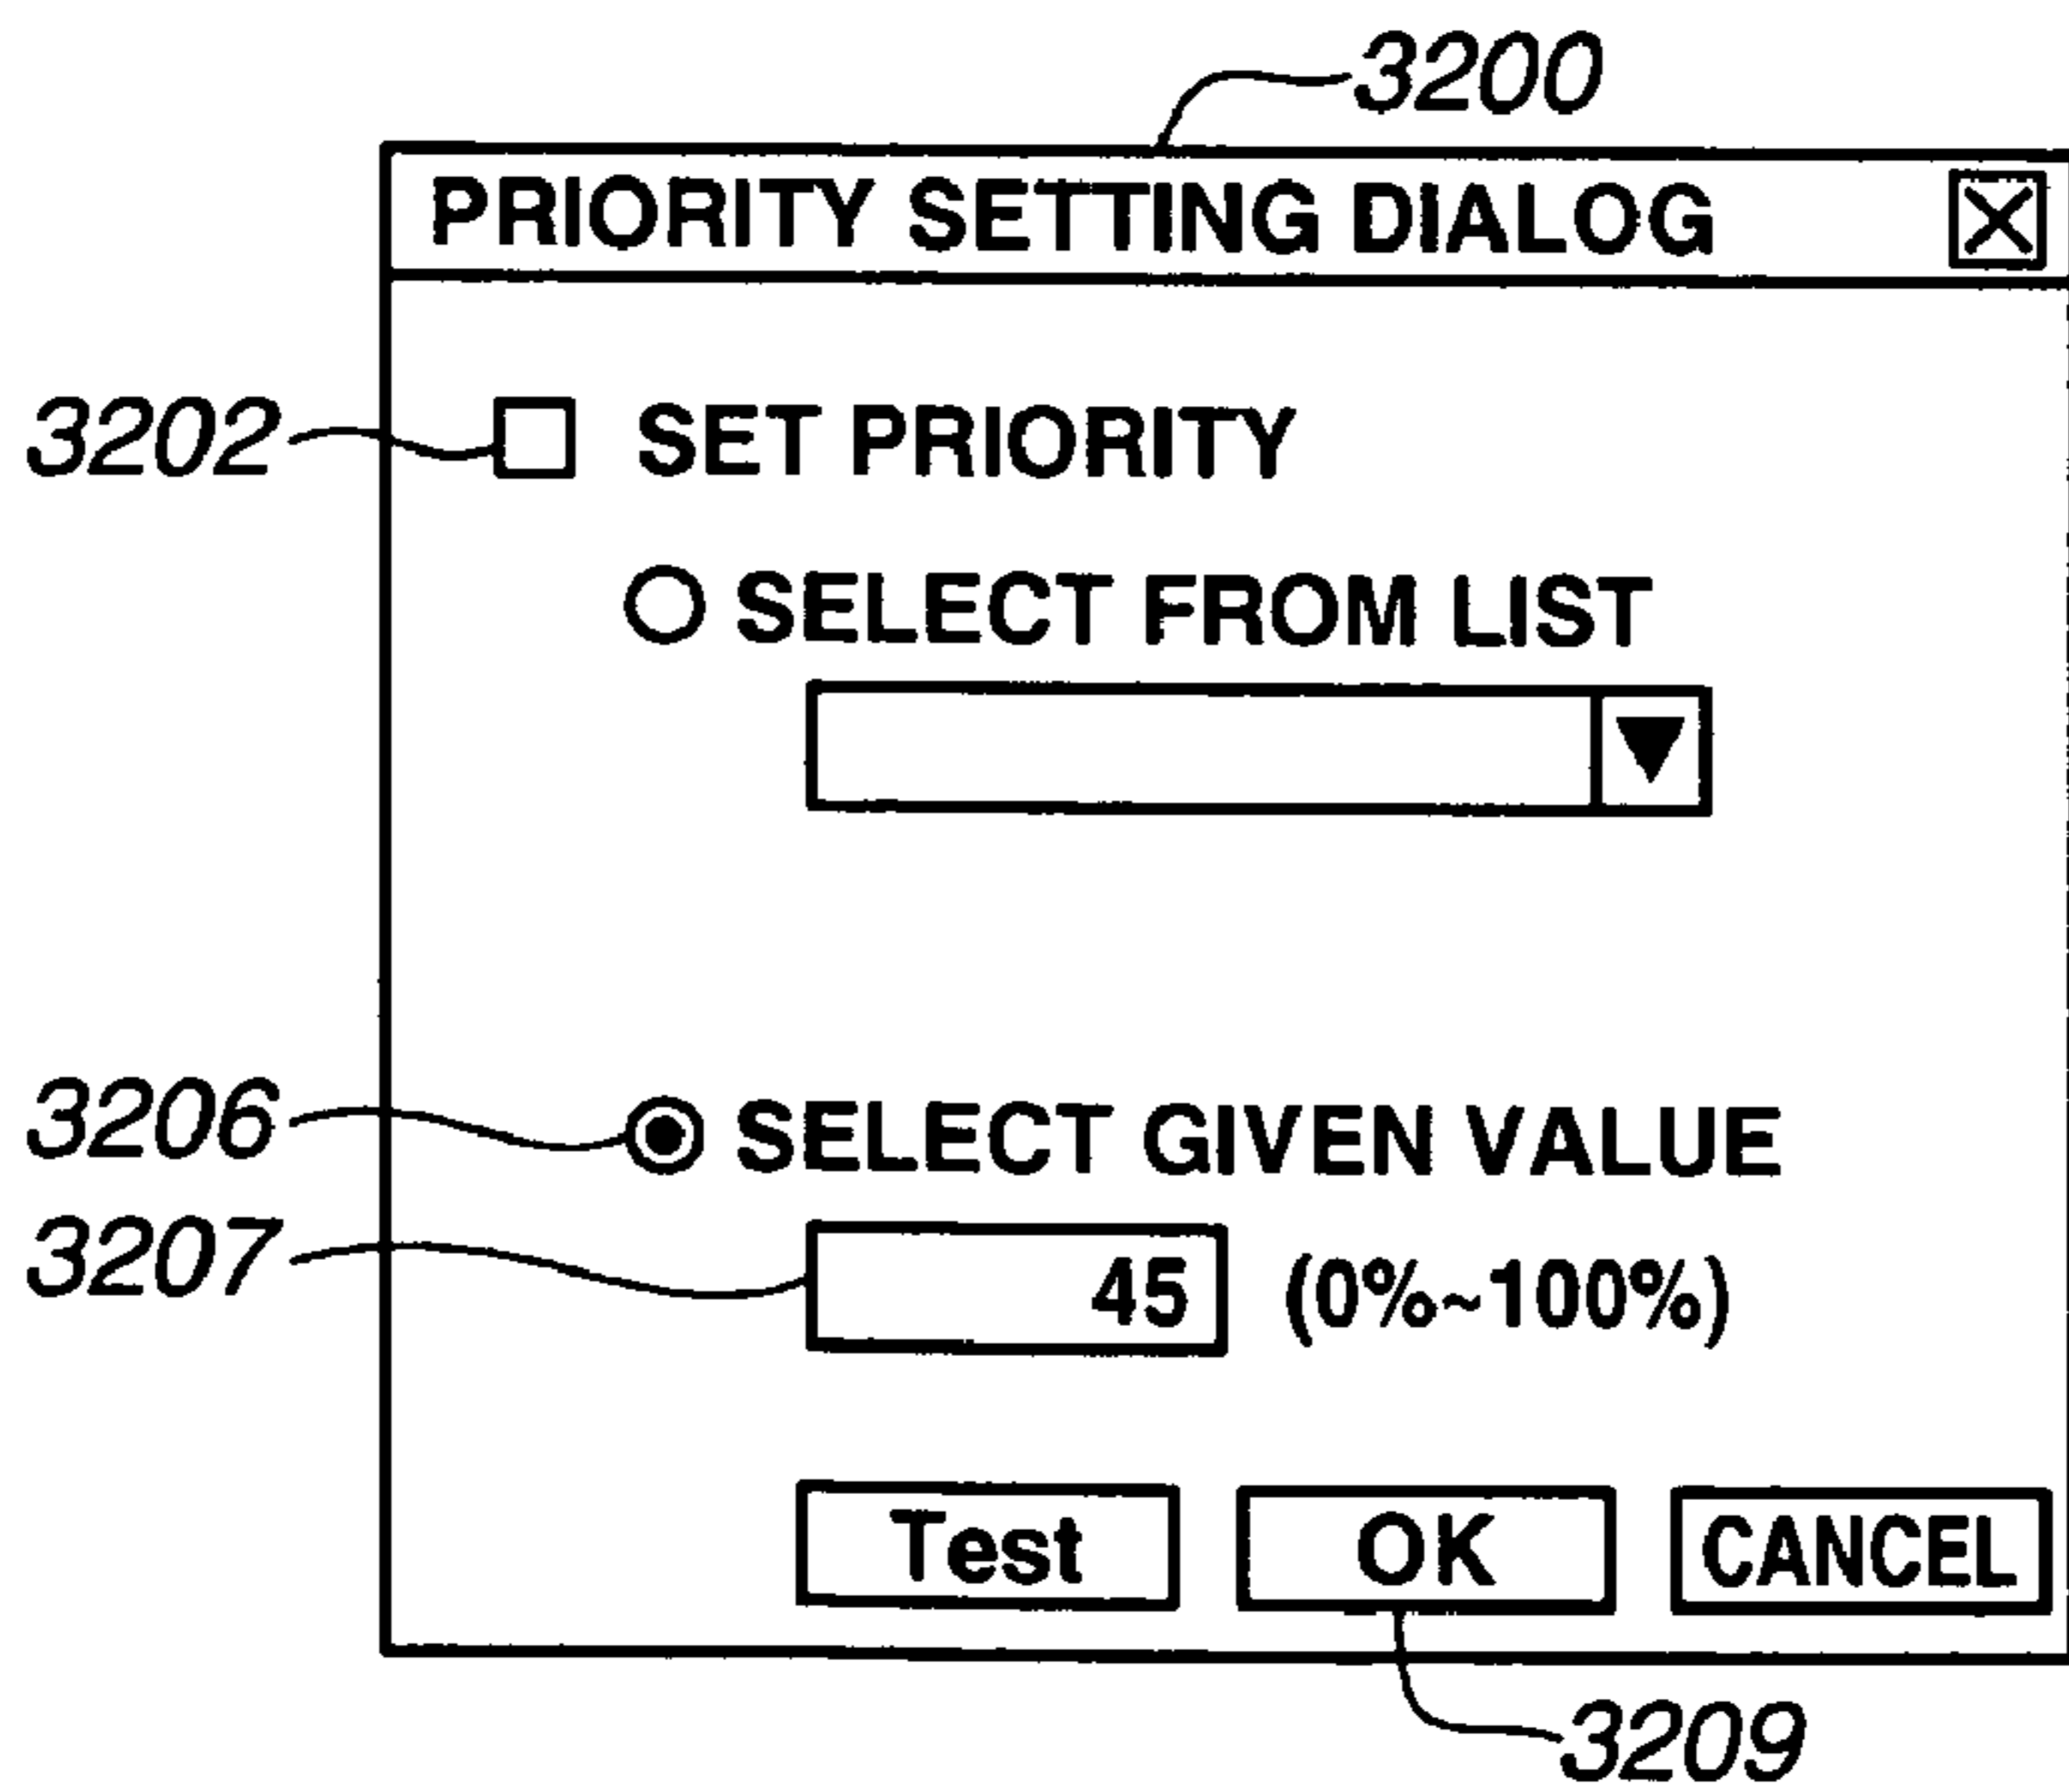 3200
PRIORITY SETTING DIALOG
3202 SET PRIORITY
SELECT FROM LIST
3206 SELECT GIVEN VALUE
3207 45 (0%~100%)
Test OK CANCEL
3209